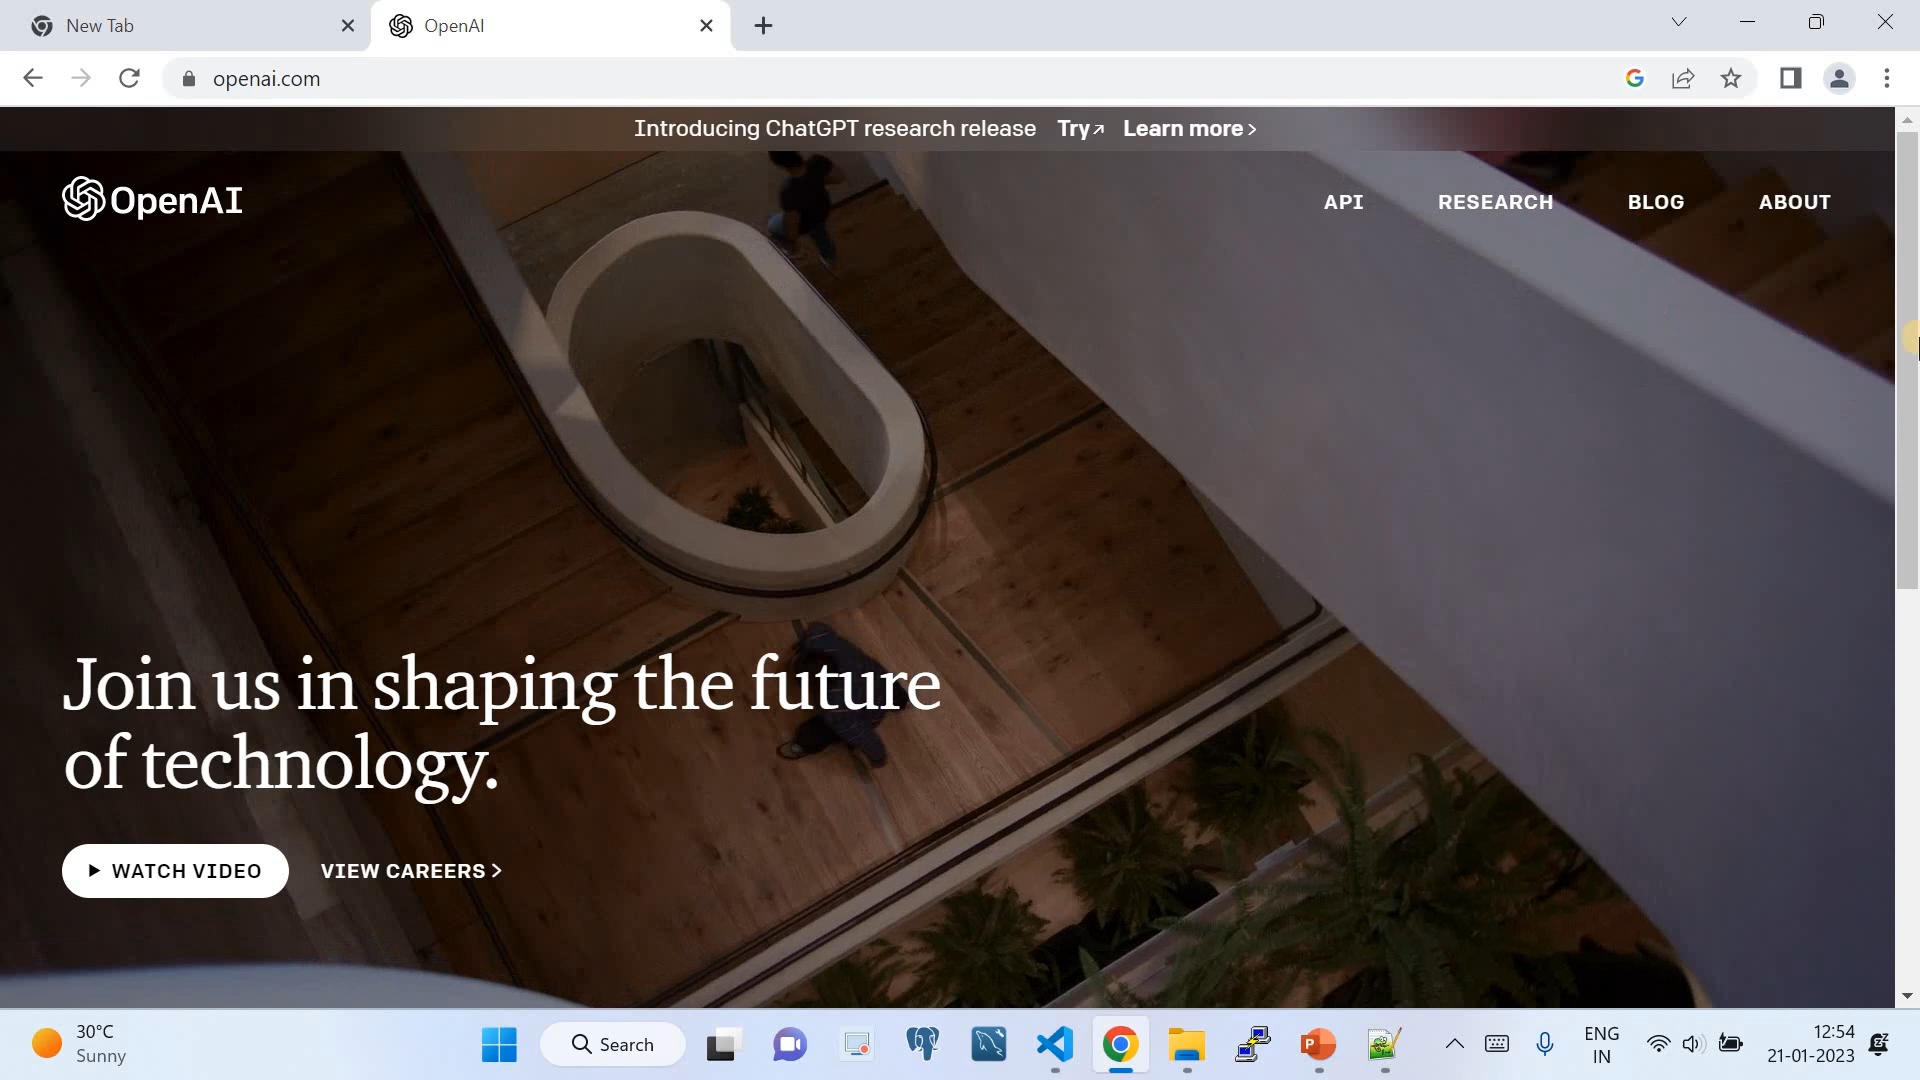 New Tab
OpenAI
openai.com
Introducing ChatGPT research release Try↗ Learn more >
OpenAI
API RESEARCH BLOG ABOUT
Join us in shaping the future
of technology.
WATCH VIDEO VIEW CAREERS >
30°C
Sunny
Search
ENG
IN
12:54
21-01-2023